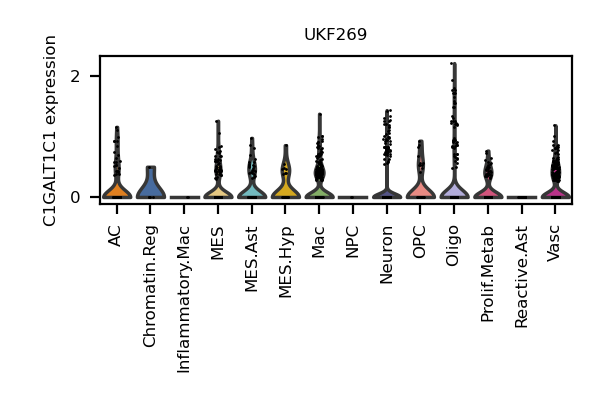 UKF269
C1GALT1C1 expression
2
0
AC
Chromatin.Reg
Inflammatory.Mac
MES
MES.Ast
MES.Hyp
Mac
NPC
Neuron
OPC
Oligo
Prolif.Metab
Reactive.Ast
Vasc